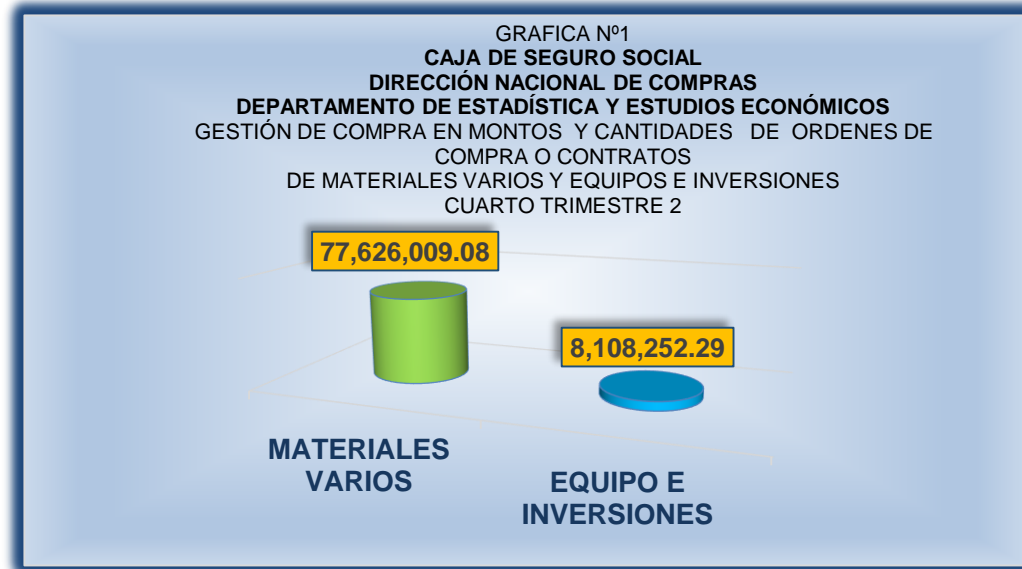 GRAFICA Nº1
CAJA DE SEGURO SOCIAL
DIRECCIÓN NACIONAL DE COMPRAS
DEPARTAMENTO DE ESTADÍSTICA Y ESTUDIOS ECONÓMICOS
GESTIÓN DE COMPRA EN MONTOS Y CANTIDADES DE ORDENES DE
COMPRA O CONTRATOS
DE MATERIALES VARIOS Y EQUIPOS E INVERSIONES
CUARTO TRIMESTRE 2
77,626,009.08
8,108,252.29
MATERIALES
VARIOS
EQUIPO E
INVERSIONES